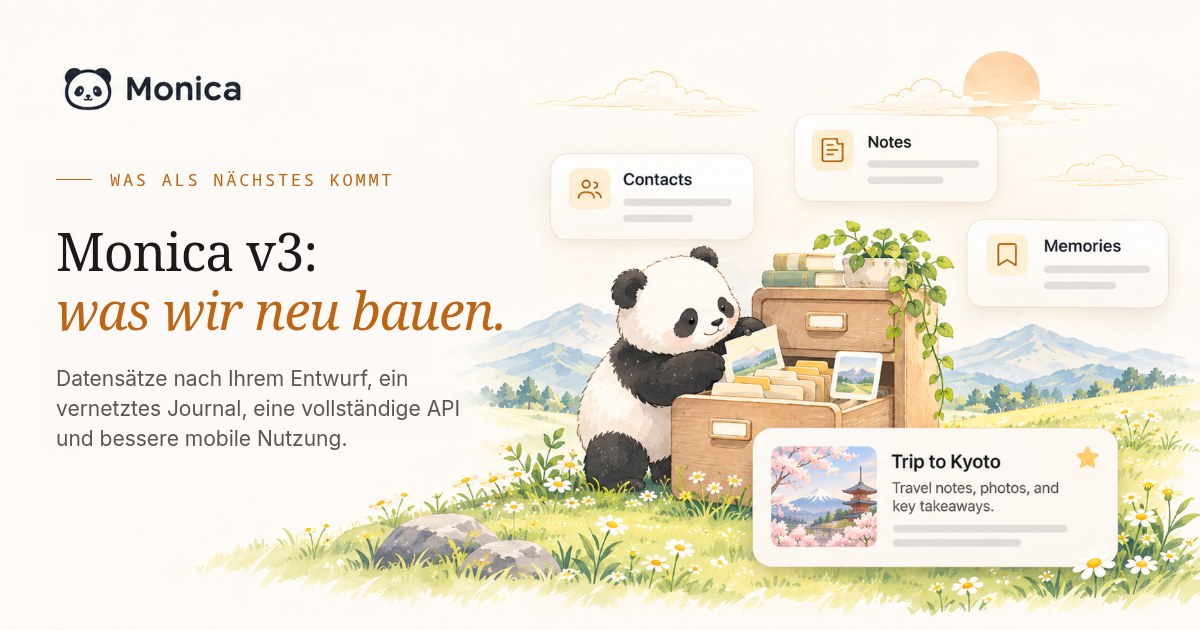 Monica
WAS ALS NÄCHSTES KOMMT
Monica v3:
was wir neu bauen.
Datensätze nach Ihrem Entwurf, ein
vernetztes Journal, eine vollständige API
und bessere mobile Nutzung.
Contacts
Notes
Memories
Trip to Kyoto
Travel notes, photos, and
key takeaways.